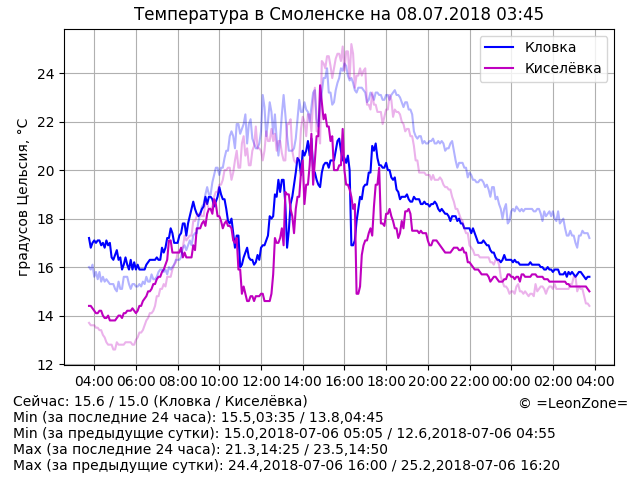 Температура в Смоленске на 08.07.2018 03:45
градусов Цельсия, °C
24
22
20
18
16
14
12
Кловка
Киселёвка
04:00 06:00 08:00 10:00 12:00 14:00 16:00 18:00 20:00 22:00 00:00 02:00 04:00
Сейчас: 15.6 / 15.0 (Кловка / Киселёвка)
© =LeonZone=
Min (за последние 24 часа): 15.5,03:35 / 13.8,04:45
Min (за предыдущие сутки): 15.0,2018-07-06 05:05 / 12.6,2018-07-06 04:55
Max (за последние 24 часа): 21.3,14:25 / 23.5,14:50
Max (за предыдущие сутки): 24.4,2018-07-06 16:00 / 25.2,2018-07-06 16:20